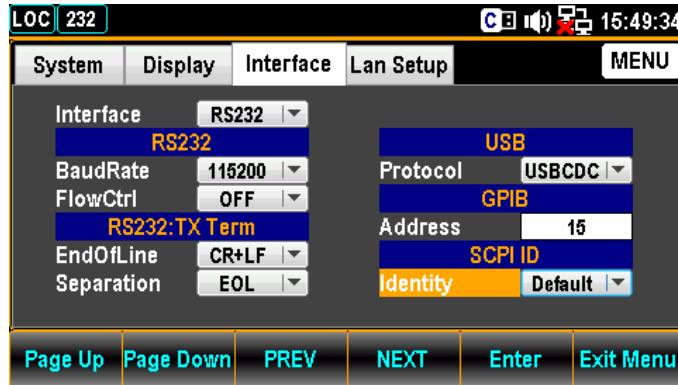 LOC 232 C 15:49:34
System Display Interface Lan Setup MENU
Interface RS232
RS232 USB
BaudRate 115200 Protocol USBCDC
FlowCtrl OFF GPIB
RS232:TX Term Address 15
EndOfLine CR+LF SCPI ID
Separation EOL Identity Default
Page Up Page Down PREV NEXT Enter Exit Menu